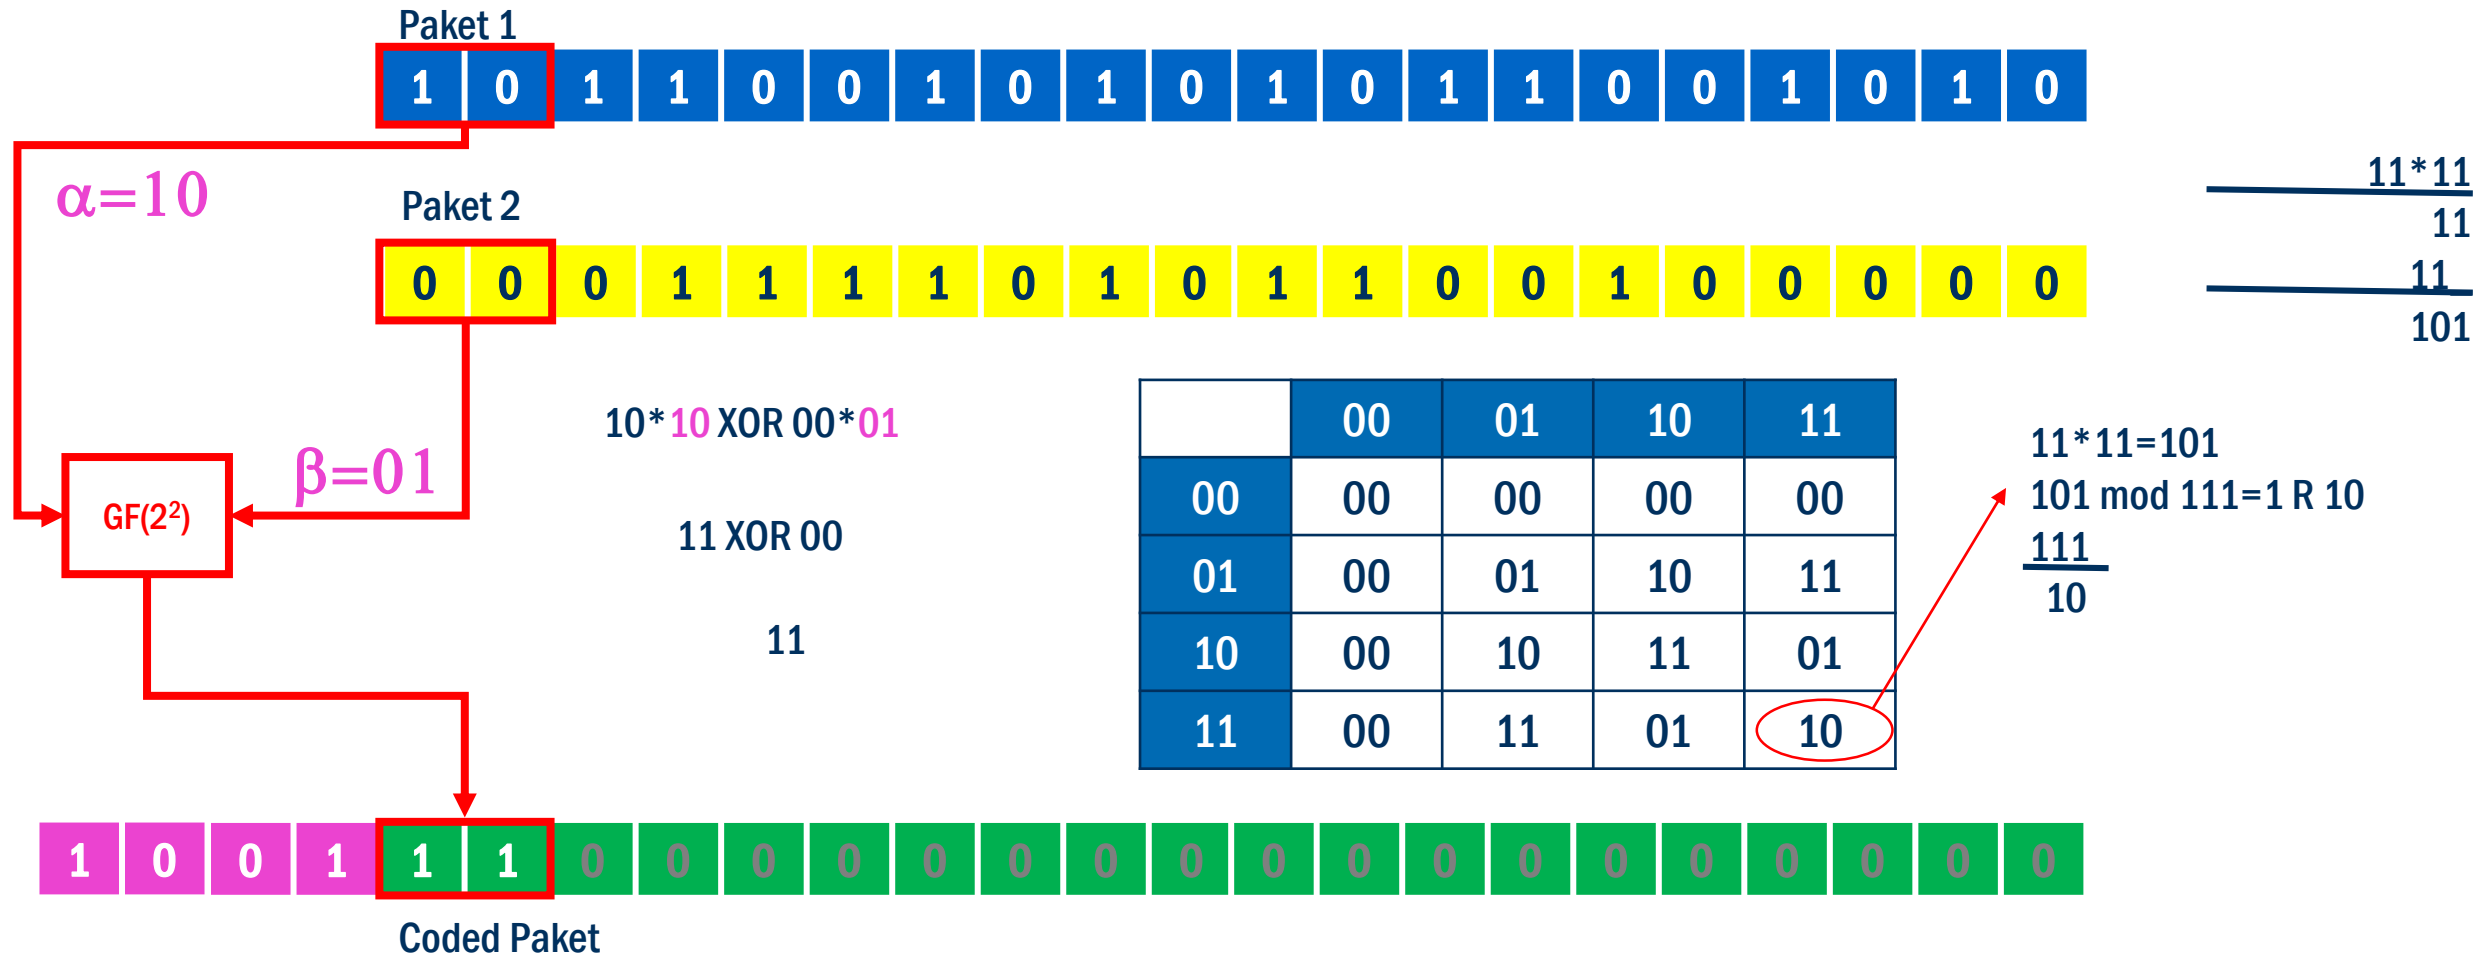 Paket 1
1 0 1 1 0 0 1 0 1 0 1 0 1 1 0 0 1 0 1 0
α=10
Paket 2
0 0 0 1 1 1 1 0 1 0 1 1 0 0 1 0 0 0 0 0
11*11
11
11
101
10*10 XOR 00*01
11 XOR 00
11
β=01
GF(2²)
00 01 10 11
00 00 00 00 00
01 00 01 10 11
10 00 10 11 01
11 00 11 01 10
11*11=101
101 mod 111=1 R 10
111
10
1 0 0 1 1 1 0 0 0 0 0 0 0 0 0 0 0 0 0 0 0 0 0 0
Coded Paket